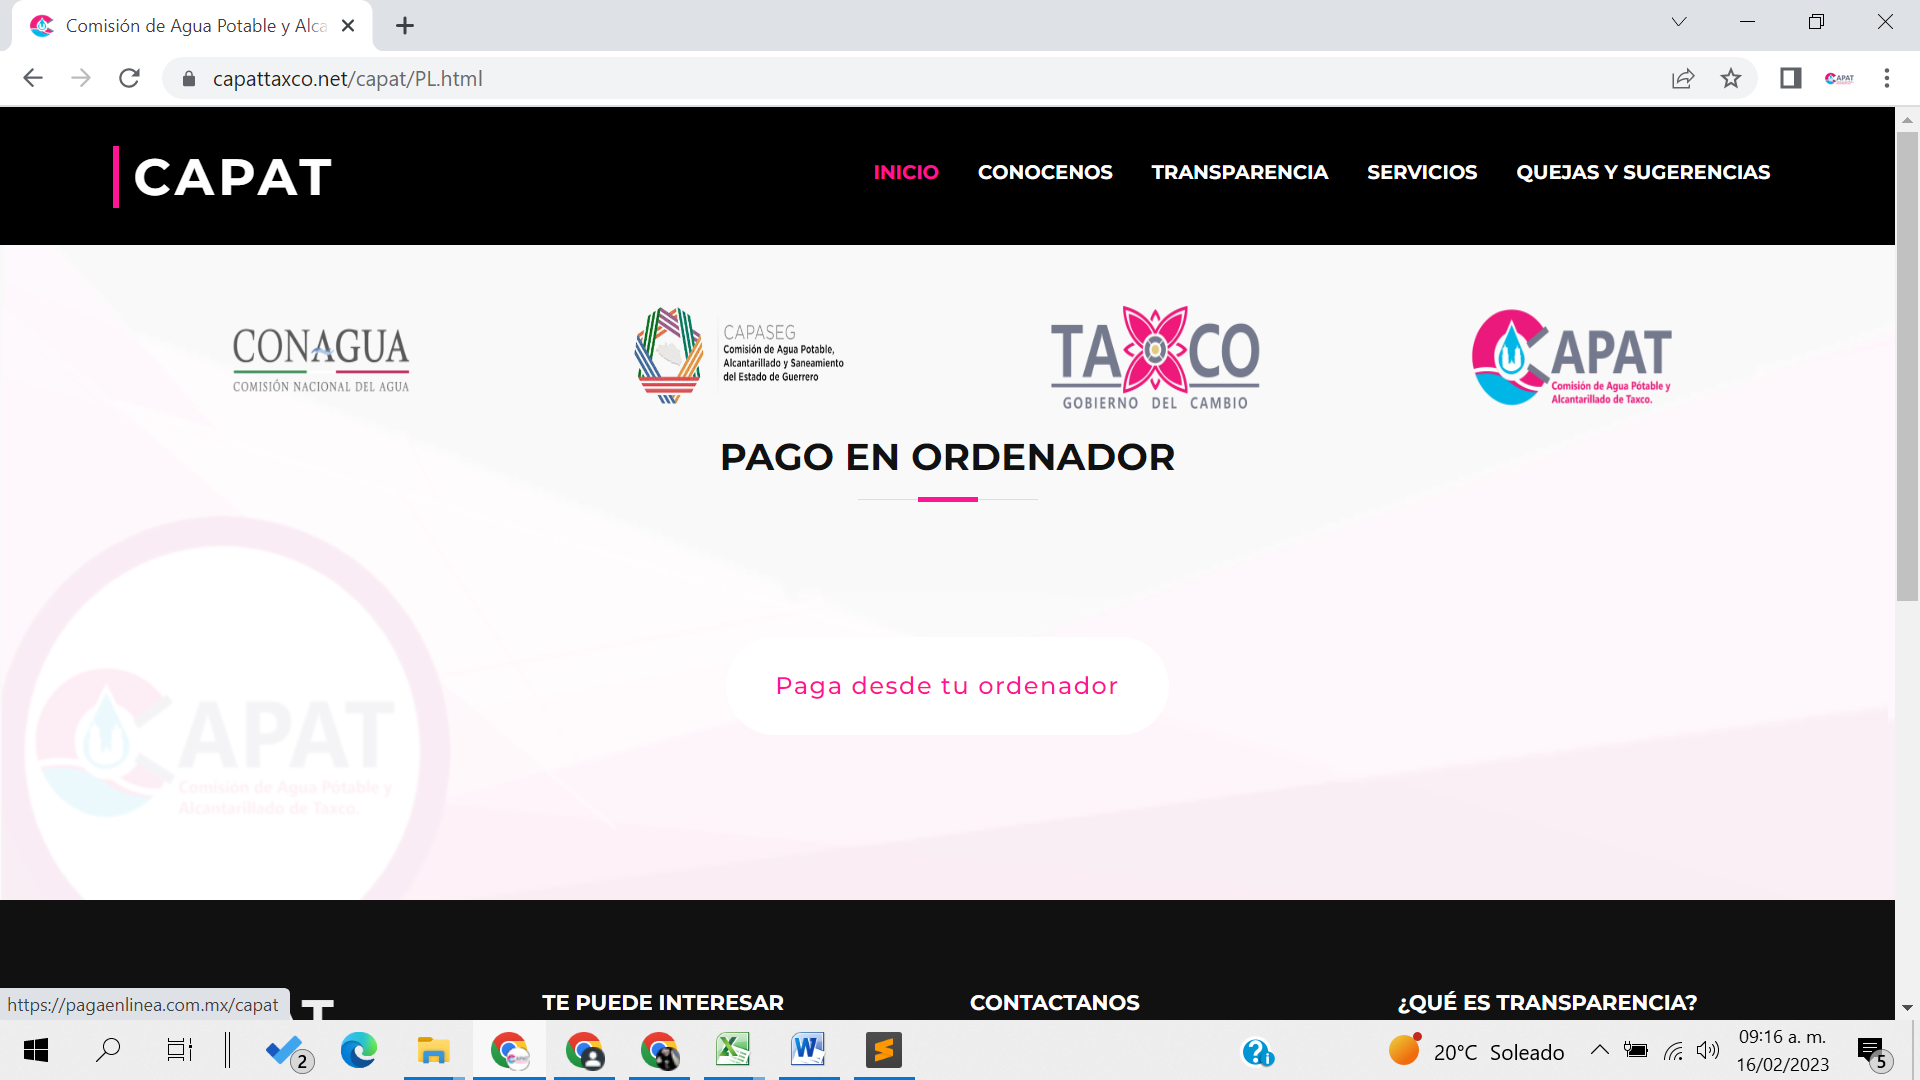 Comisión de Agua Potable y Alca
capattaxco.net/capat/PL.html
CAPAT
CAPAT
INICIO
CONOCENOS
TRANSPARENCIA
SERVICIOS
QUEJAS Y SUGERENCIAS
CONAGUA
COMISIÓN NACIONAL DEL AGUA
CAPASEG
Comisión de Agua Potable,
Alcantarillado y Saneamiento
del Estado de Guerrero
TAXCO
GOBIERNO DEL CAMBIO
CAPAT
Comisión de Agua Pótable y
Alcantarillado de Taxco.
PAGO EN ORDENADOR
Paga desde tu ordenador
CAPAT
Comisión de Agua Pótable y
Alcantarillado de Taxco.
TE PUEDE INTERESAR
CONTACTANOS
¿QUÉ ES TRANSPARENCIA?
https://pagaenlinea.com.mx/capat
T
2
20°C Soleado
09:16 a. m.
16/02/2023
5